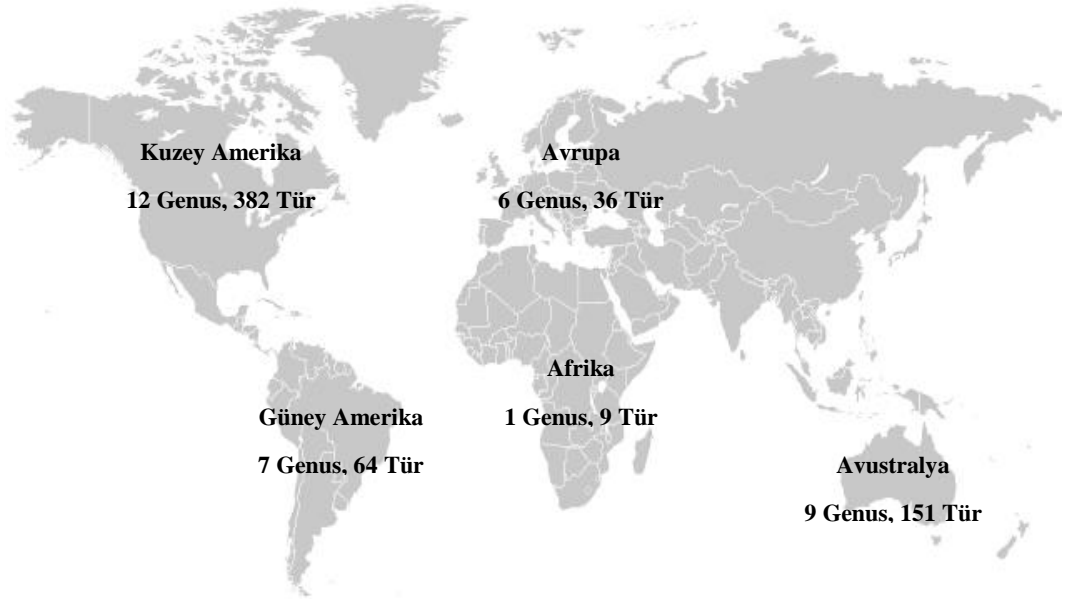 Kuzey Amerika
12 Genus, 382 Tür
Avrupa
6 Genus, 36 Tür
Afrika
1 Genus, 9 Tür
Güney Amerika
7 Genus, 64 Tür
Avustralya
9 Genus, 151 Tür